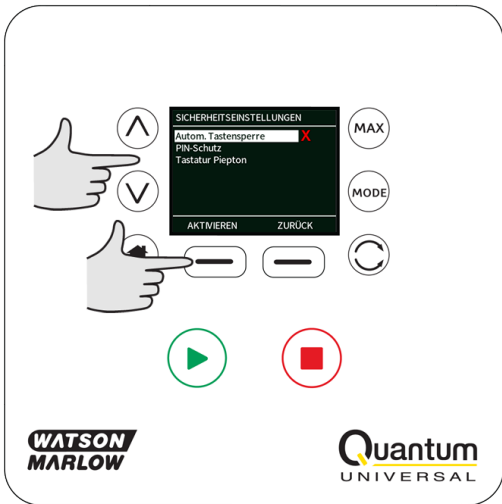 SICHERHEITSEINSTELLUNGEN
Autom. Tastensperre X
PIN-Schutz
Tastatur Piepton
AKTIVIEREN ZURÜCK
MAX
MODE
WATSON
MARLOW
Quantum
UNIVERSAL